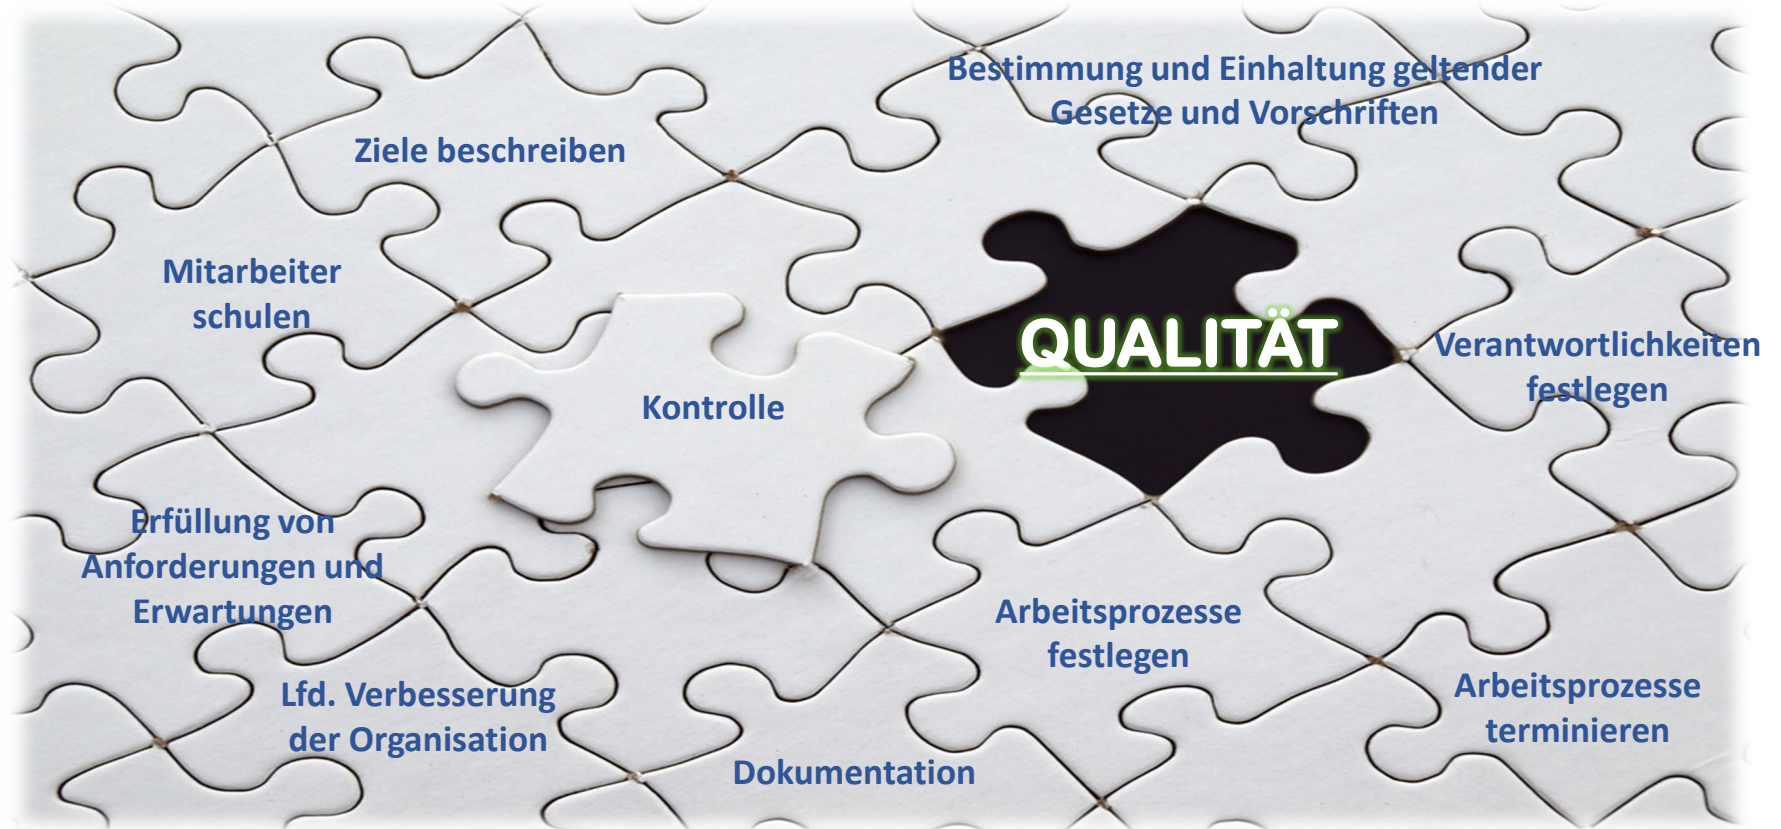 Bestimmung und Einhaltung geltender
Gesetze und Vorschriften
Ziele beschreiben
Mitarbeiter
schulen
QUALITÄT
Verantwortlichkeiten
festlegen
Kontrolle
Erfüllung von
Anforderungen und
Erwartungen
Arbeitsprozesse
festlegen
Lfd. Verbesserung
der Organisation
Arbeitsprozesse
terminieren
Dokumentation